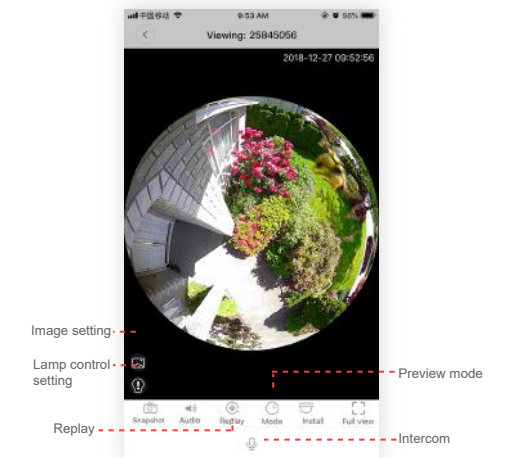 中国移动 9:53 AM 98%
Viewing: 25845056
2018-12-27 09:52:56
Image setting
Lamp control
setting
Preview mode
Snapshot Audio Replay Mode Install Full view
Replay
Intercom